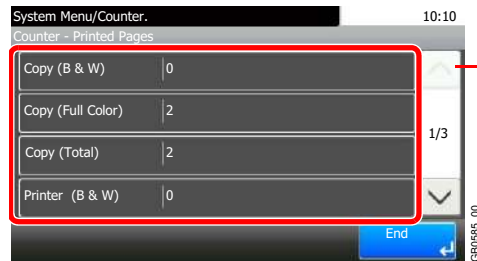 System Menu/Counter. 10:10
Counter - Printed Pages
Copy (B & W) 0
Copy (Full Color) 2
1/3
Copy (Total) 2
Printer (B & W) 0
End
GB0585_00